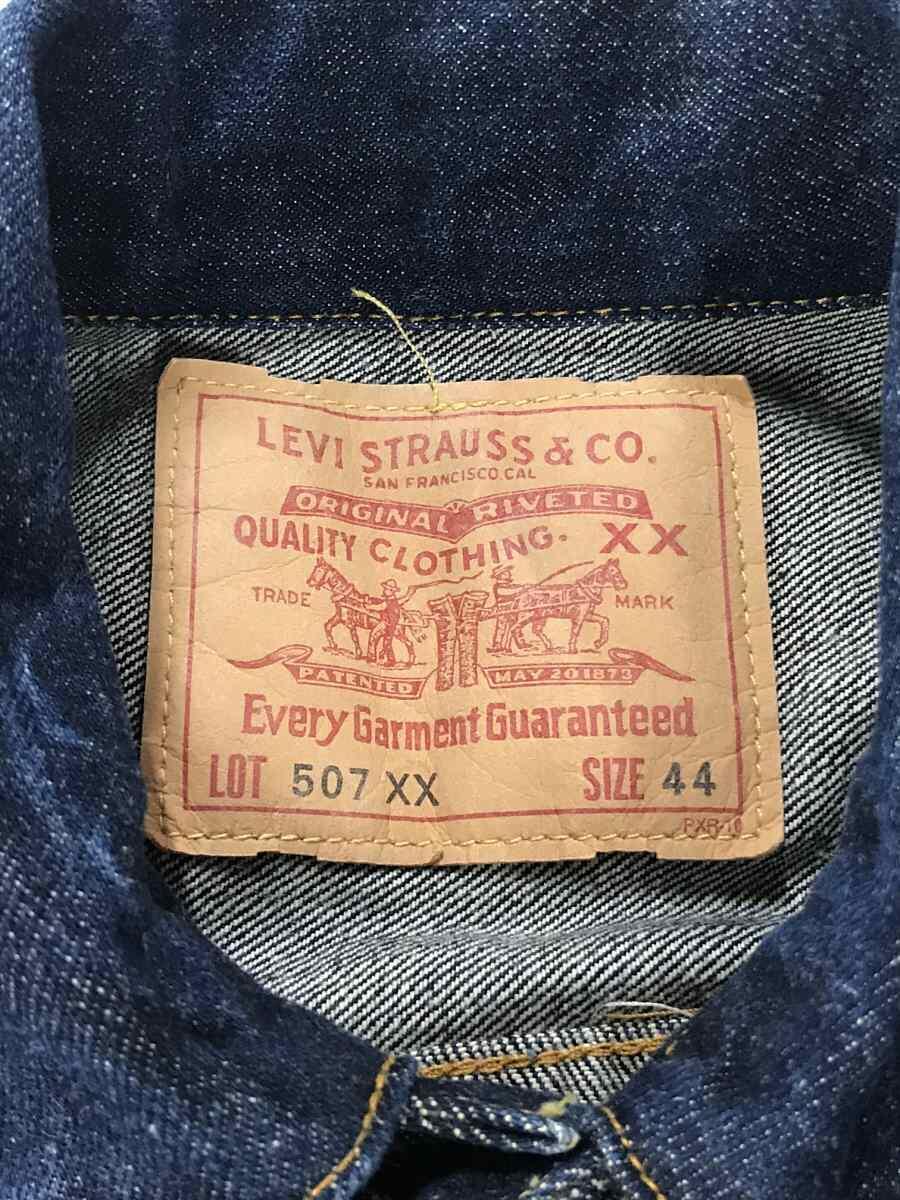 LEVI STRAUSS & CO.
SAN FRANCISCO, CAL
ORIGINAL RIVETED
QUALITY CLOTHING. XX
TRADE MARK
PATENTED MAY 20 1873
Every Garment Guaranteed
LOT 507 XX SIZE 44